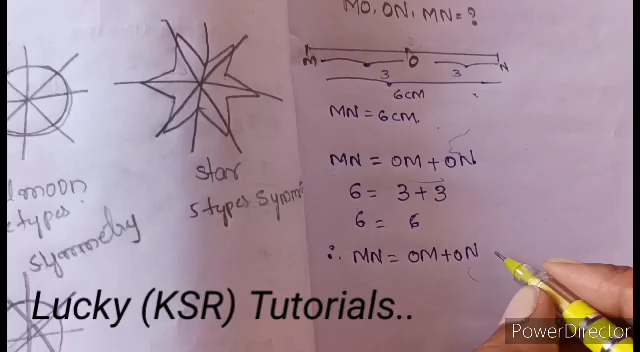 MO, ON, MN = ?
M O N
3 3
6CM
MN = 6CM.
MN = OM + ON
6 = 3 + 3
6 = 6
∴ MN = OM + ON
star
5 types Symm
moon
types.
symmetry
Lucky (KSR) Tutorials..
PowerDirector